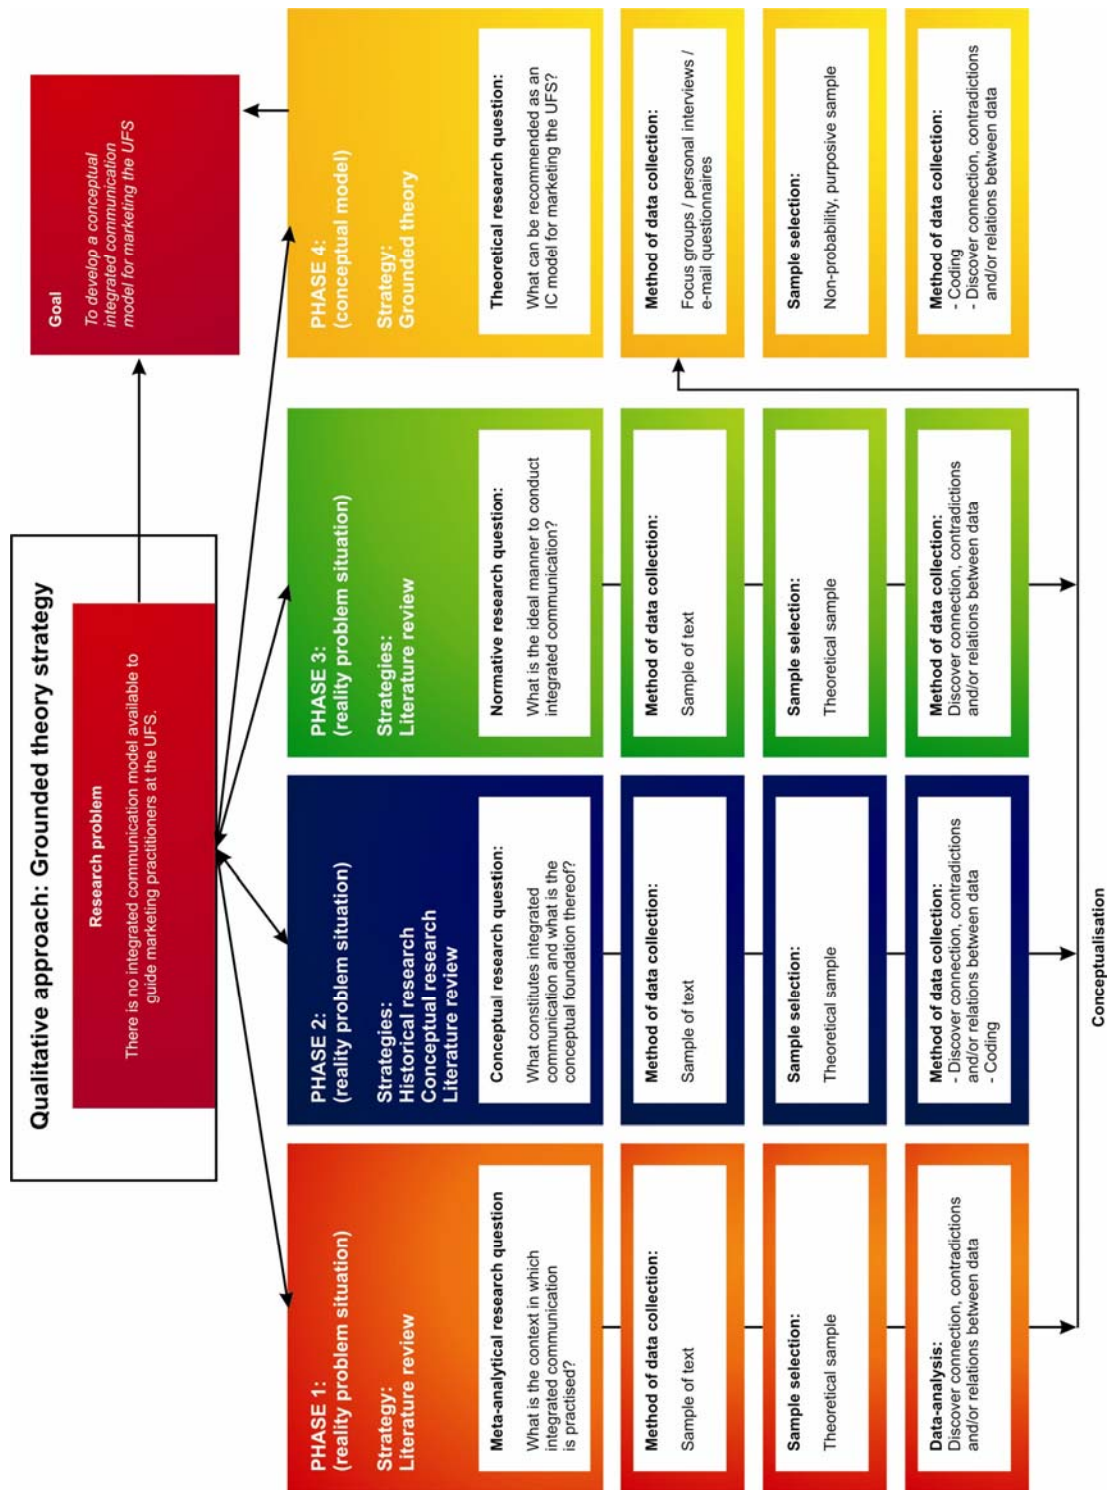 Qualitative approach: Grounded theory strategy
Research problem
There is no integrated communication model available to
guide marketing practitioners at the UFS.
Goal
To develop a conceptual
integrated communication
model for marketing the UFS
PHASE 1:
(reality problem situation)
Strategy:
Literature review
Meta-analytical research question
What is the context in which
integrated communication
is practised?
Method of data collection:
Sample of text
Sample selection:
Theoretical sample
Data-analysis:
Discover connection, contradictions
and/or relations between data
PHASE 2:
(reality problem situation)
Strategies:
Historical research
Conceptual research
Literature review
Conceptual research question:
What constitutes integrated
communication and what is the
conceptual foundation thereof?
Method of data collection:
Sample of text
Sample selection:
Theoretical sample
Method of data collection:
- Discover connection, contradictions
and/or relations between data
- Coding
PHASE 3:
(reality problem situation)
Strategies:
Literature review
Normative research question:
What is the ideal manner to conduct
integrated communication?
Method of data collection:
Sample of text
Sample selection:
Theoretical sample
Method of data collection:
Discover connection, contradictions
and/or relations between data
PHASE 4:
(conceptual model)
Strategy:
Grounded theory
Theoretical research question:
What can be recommended as an
IC model for marketing the UFS?
Method of data collection:
Focus groups / personal interviews /
e-mail questionnaires
Sample selection:
Non-probability, purposive sample
Method of data collection:
- Coding
- Discover connection, contradictions
and/or relations between data
Conceptualisation